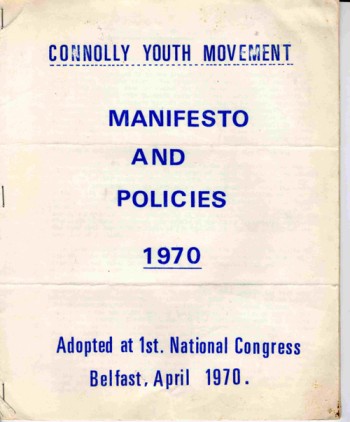 CONNOLLY YOUTH MOVEMENT
MANIFESTO
AND
POLICIES
1970
Adopted at 1st. National Congress
Belfast, April 1970.